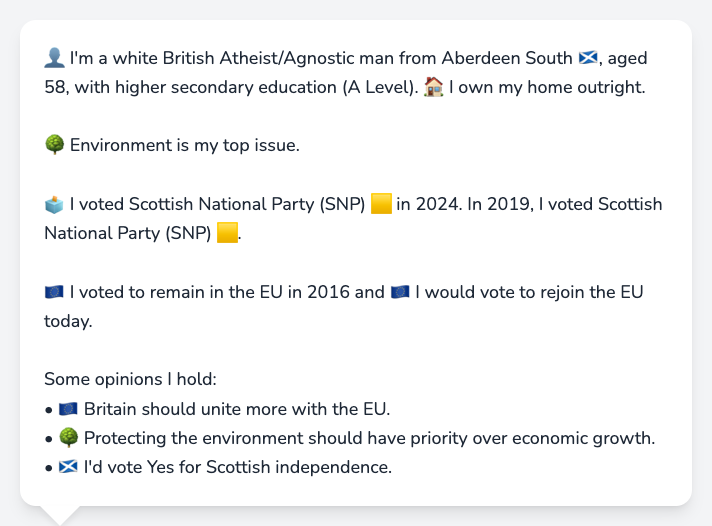 👤 I'm a white British Atheist/Agnostic man from Aberdeen South 🏴󠁧󠁢󠁳󠁣󠁴󠁿, aged
58, with higher secondary education (A Level). 🏠 I own my home outright.
🌳 Environment is my top issue.
🗳️ I voted Scottish National Party (SNP) 🟨 in 2024. In 2019, I voted Scottish
National Party (SNP) 🟨.
🇪🇺 I voted to remain in the EU in 2016 and 🇪🇺 I would vote to rejoin the EU
today.
Some opinions I hold:
• 🇪🇺 Britain should unite more with the EU.
• 🌳 Protecting the environment should have priority over economic growth.
• 🏴󠁧󠁢󠁳󠁣󠁴󠁿 I'd vote Yes for Scottish independence.